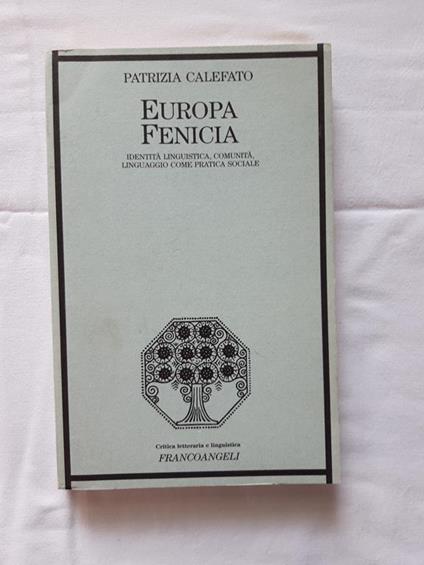 PATRIZIA CALEFATO
EUROPA
FENICIA
IDENTITÀ LINGUISTICA, COMUNITÀ,
LINGUAGGIO COME PRATICA SOCIALE
Critica letteraria e linguistica
FRANCOANGELI